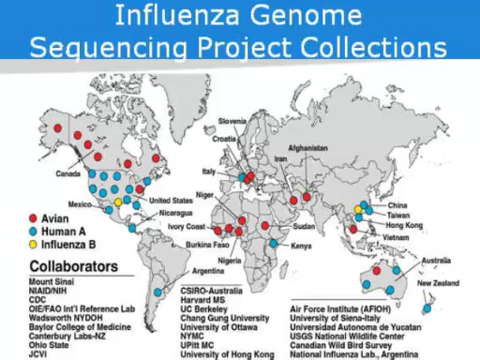 Influenza Genome
Sequencing Project Collections
Slovenia
Croatia
Afghanistan
Iran
Italy
Canada
China
Taiwan
Hong Kong
Vietnam
United States
Mexico
Nicaragua
Niger
Ivory Coast
Burkina Faso
Nigeria
Sudan
Kenya
Argentina
Australia
New Zealand
Avian
Human A
Influenza B
Collaborators
Mount Sinai
NIAID/NIH
CDC
OIE/FAO Int'l Reference Lab
Wadsworth NYDOH
Baylor College of Medicine
Canterbury Labs-NZ
Ohio State
JCVI
CSIRO-Australia
Harvard MS
UC Berkeley
Chang Gung University
University of Ottawa
NYMC
UPitt MC
University of Hong Kong
Air Force Institute (AFIOH)
University of Siena-Italy
Universidad Autonoma de Yucatan
USGS National Wildlife Center
Canadian Wild Bird Survey
National Influenza Lab., Argentina